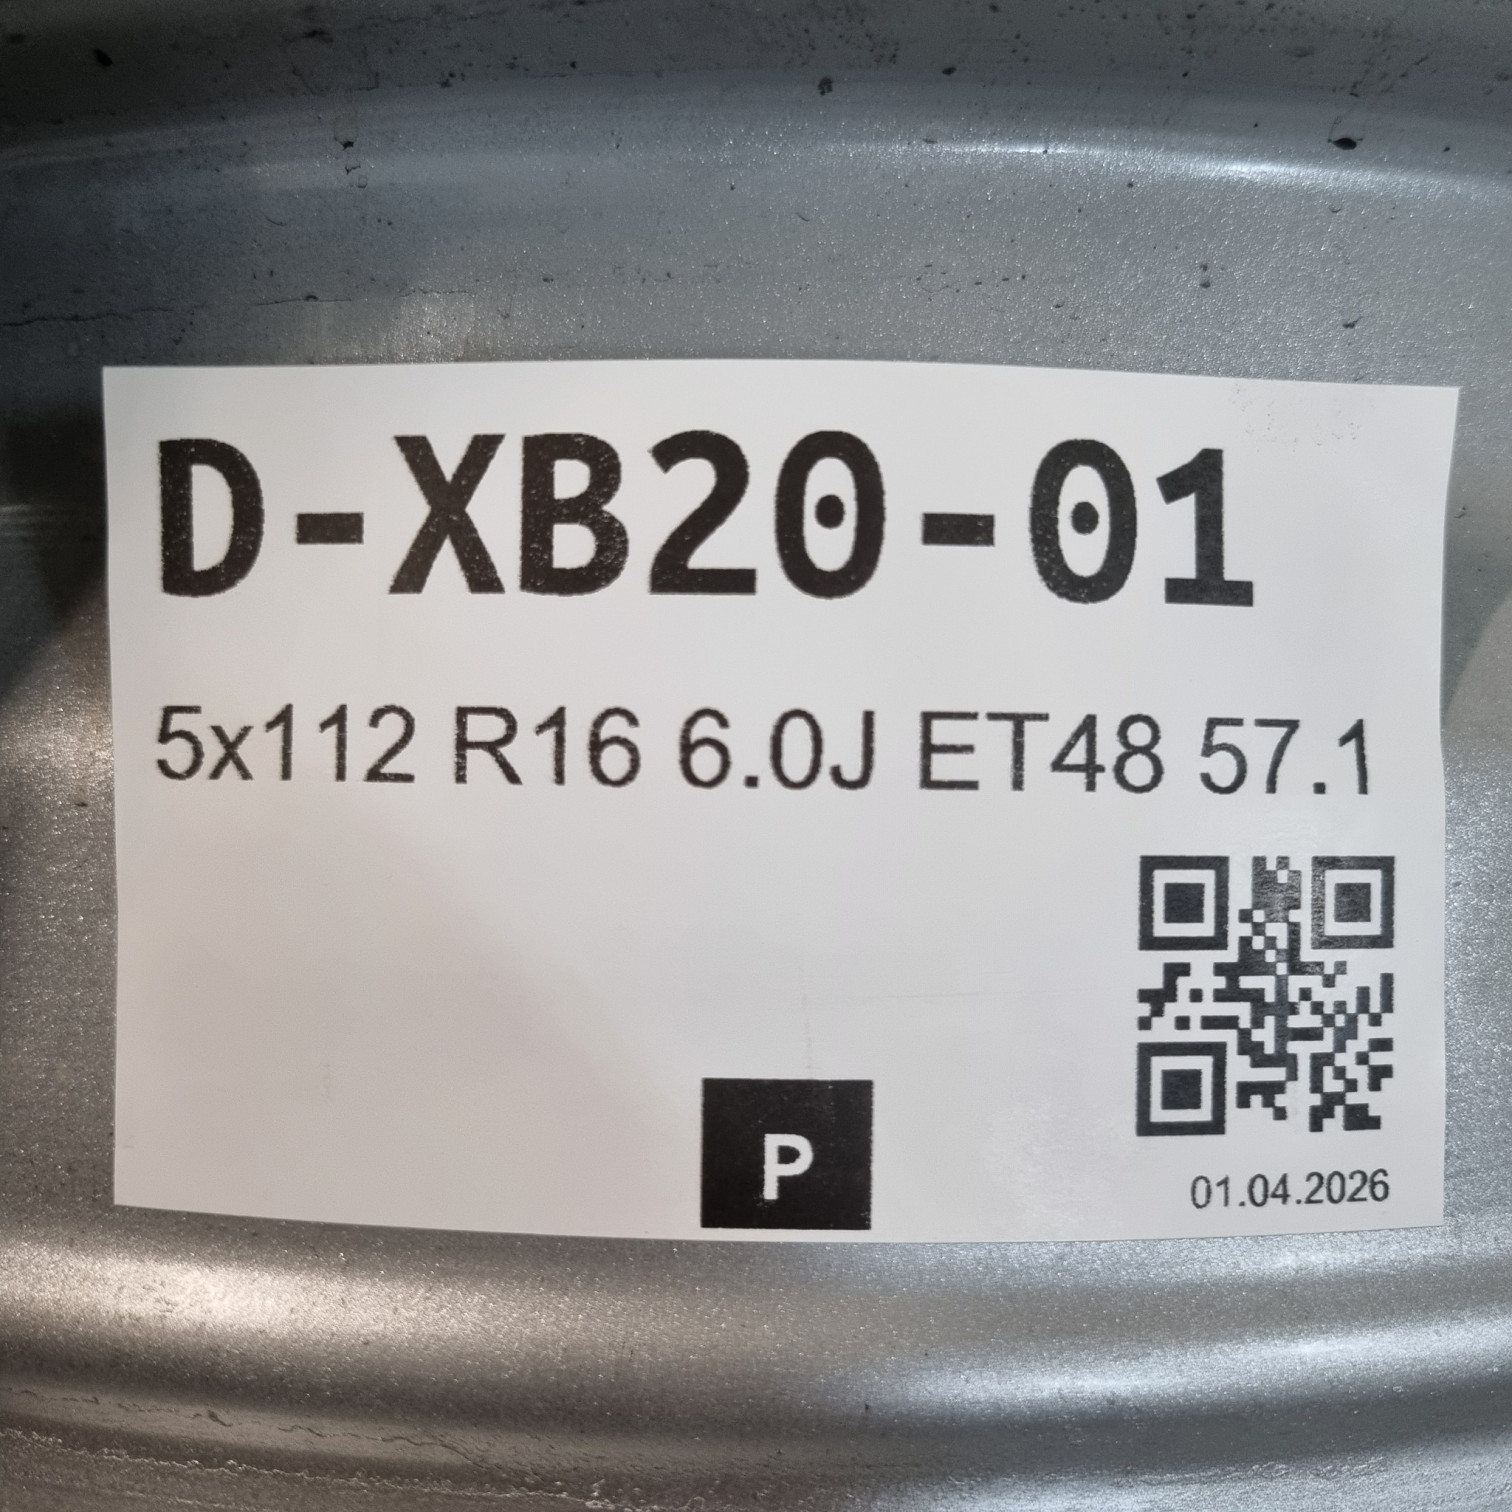 D-XB20-01
5x112 R16 6.0J ET48 57.1
P
01.04.2026